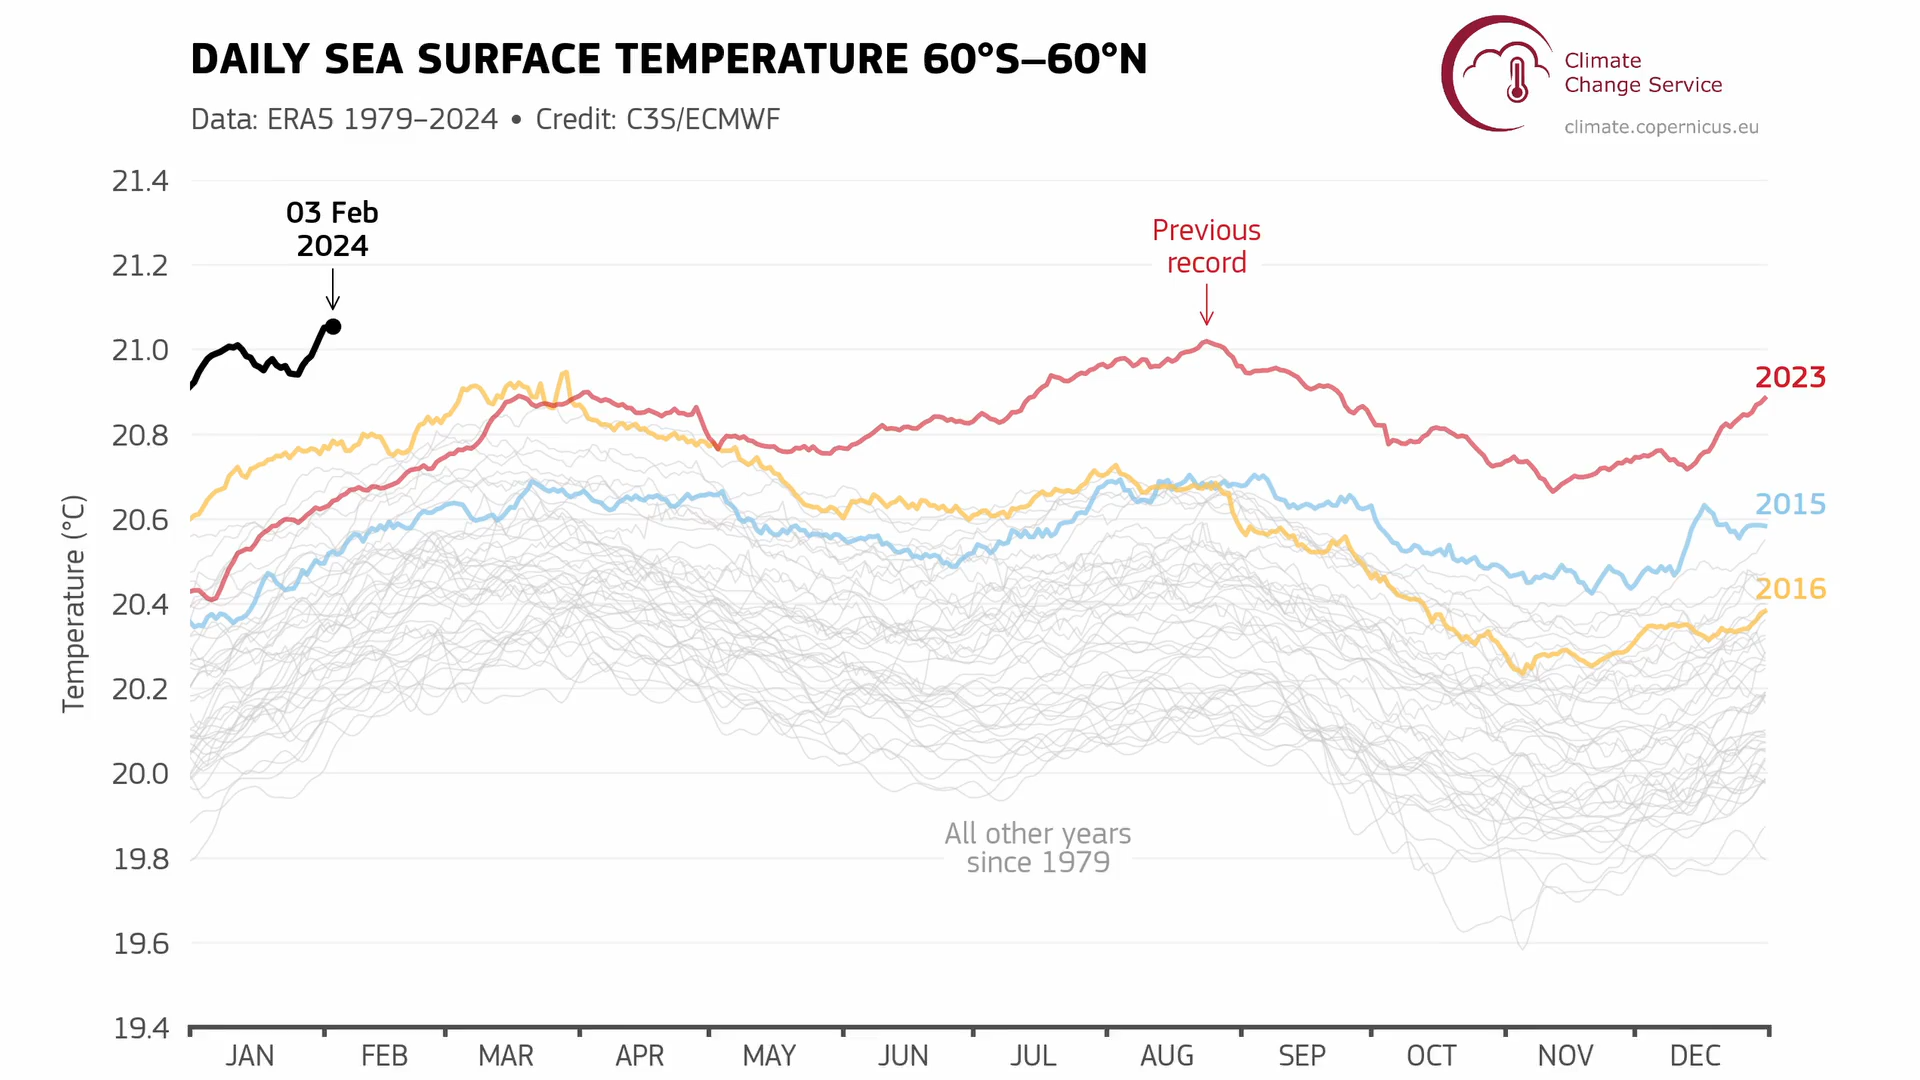 DAILY SEA SURFACE TEMPERATURE 60°S–60°N
Data: ERA5 1979–2024 • Credit: C3S/ECMWF
Climate
Change Service
climate.copernicus.eu
21.4
21.2
21.0
20.8
20.6
20.4
20.2
20.0
19.8
19.6
19.4
Temperature (°C)
03 Feb
2024
Previous
record
2023
2015
2016
All other years
since 1979
JAN
FEB
MAR
APR
MAY
JUN
JUL
AUG
SEP
OCT
NOV
DEC